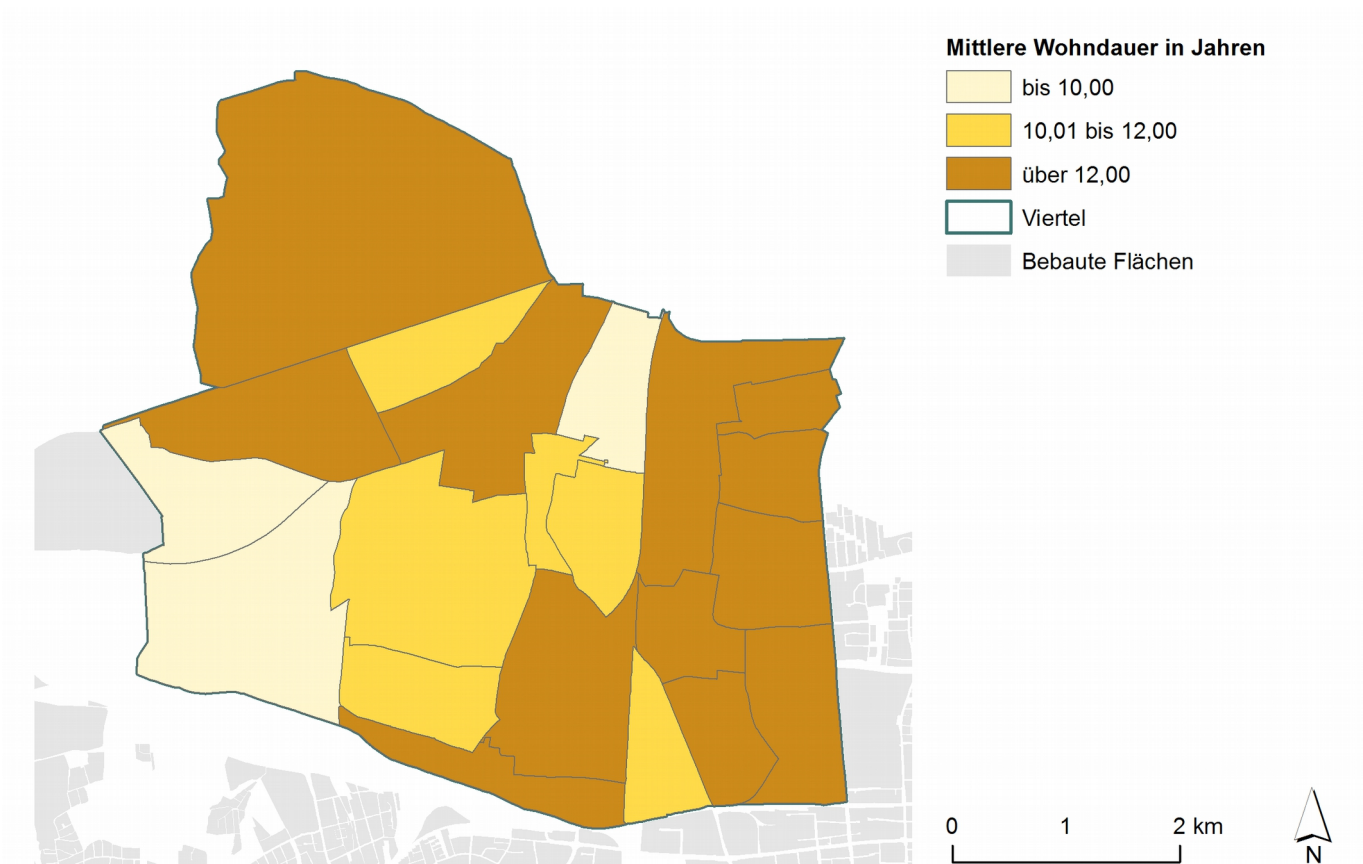 Mittlere Wohndauer in Jahren
bis 10,00
10,01 bis 12,00
über 12,00
Viertel
Bebaute Flächen
0 1 2 km
N